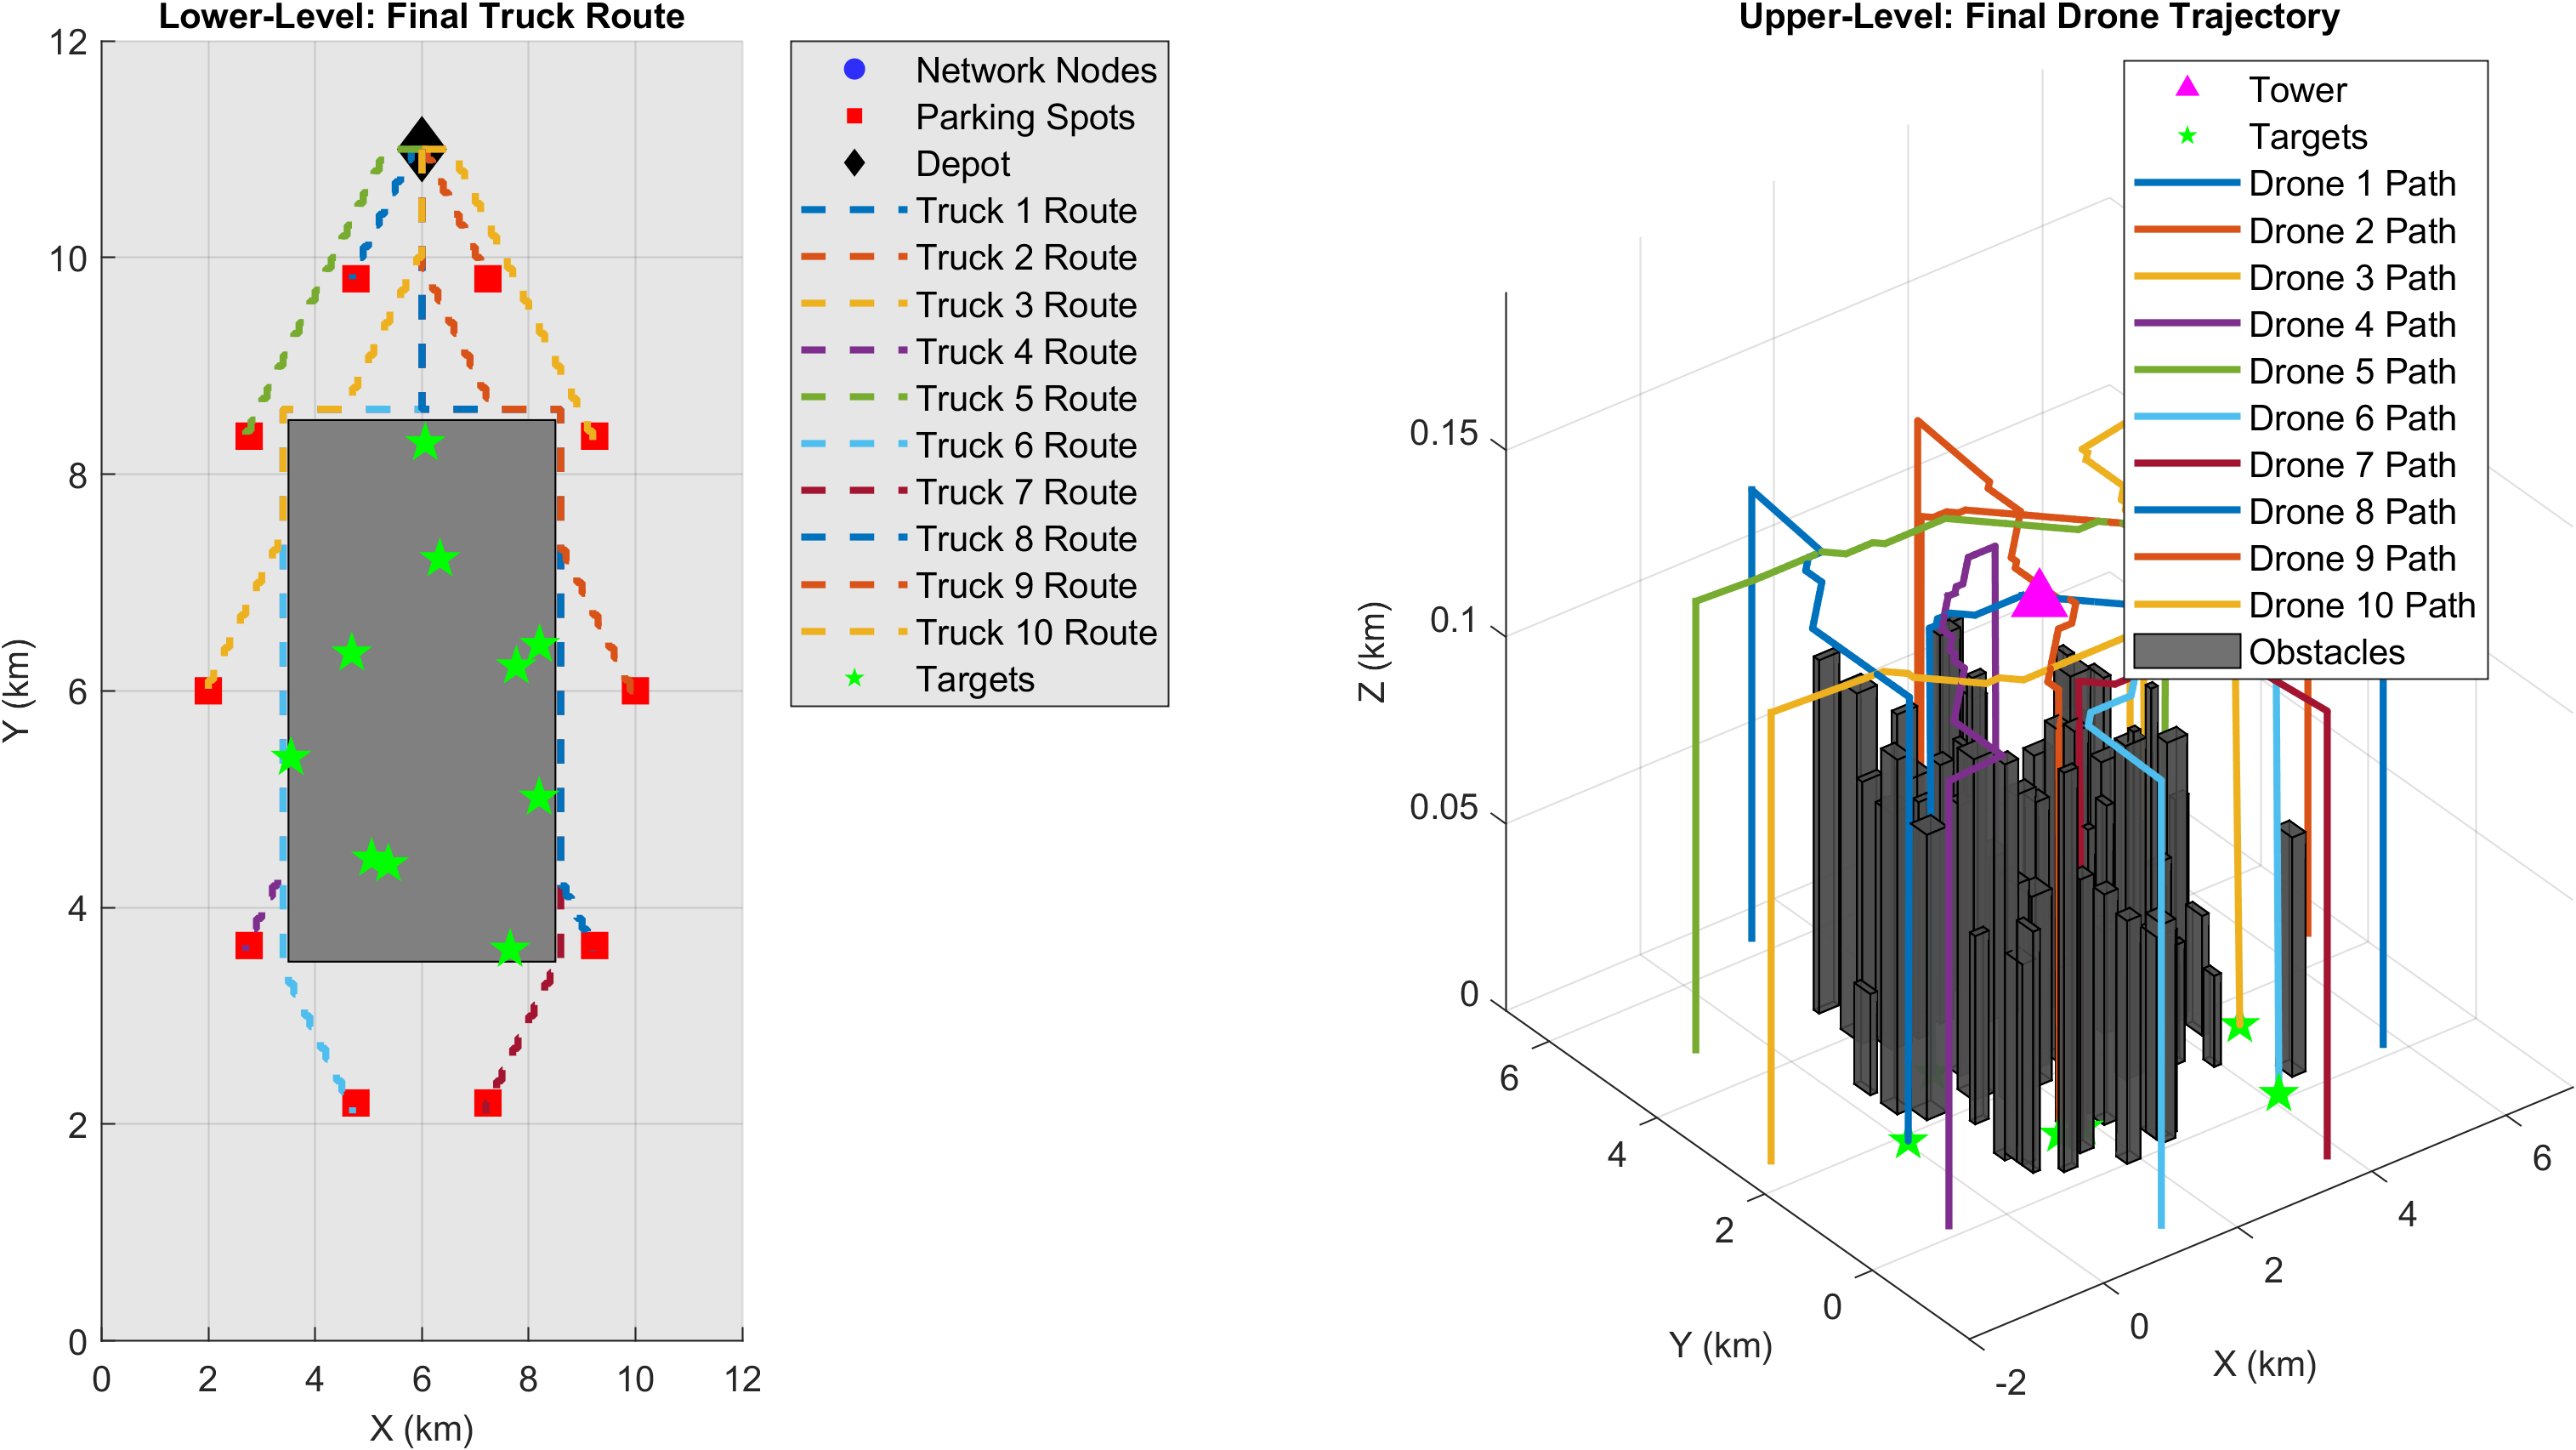 Lower-Level: Final Truck Route
12
10
8
6
4
2
0
0 2 4 6 8 10 12
X (km)
Y (km)
Network Nodes
Parking Spots
Depot
Truck 1 Route
Truck 2 Route
Truck 3 Route
Truck 4 Route
Truck 5 Route
Truck 6 Route
Truck 7 Route
Truck 8 Route
Truck 9 Route
Truck 10 Route
Targets
Upper-Level: Final Drone Trajectory
Tower
Targets
Drone 1 Path
Drone 2 Path
Drone 3 Path
Drone 4 Path
Drone 5 Path
Drone 6 Path
Drone 7 Path
Drone 8 Path
Drone 9 Path
Drone 10 Path
Obstacles
0.15
0.1
0.05
0
Z (km)
6
4
2
0
-2
Y (km)
0
2
4
6
X (km)